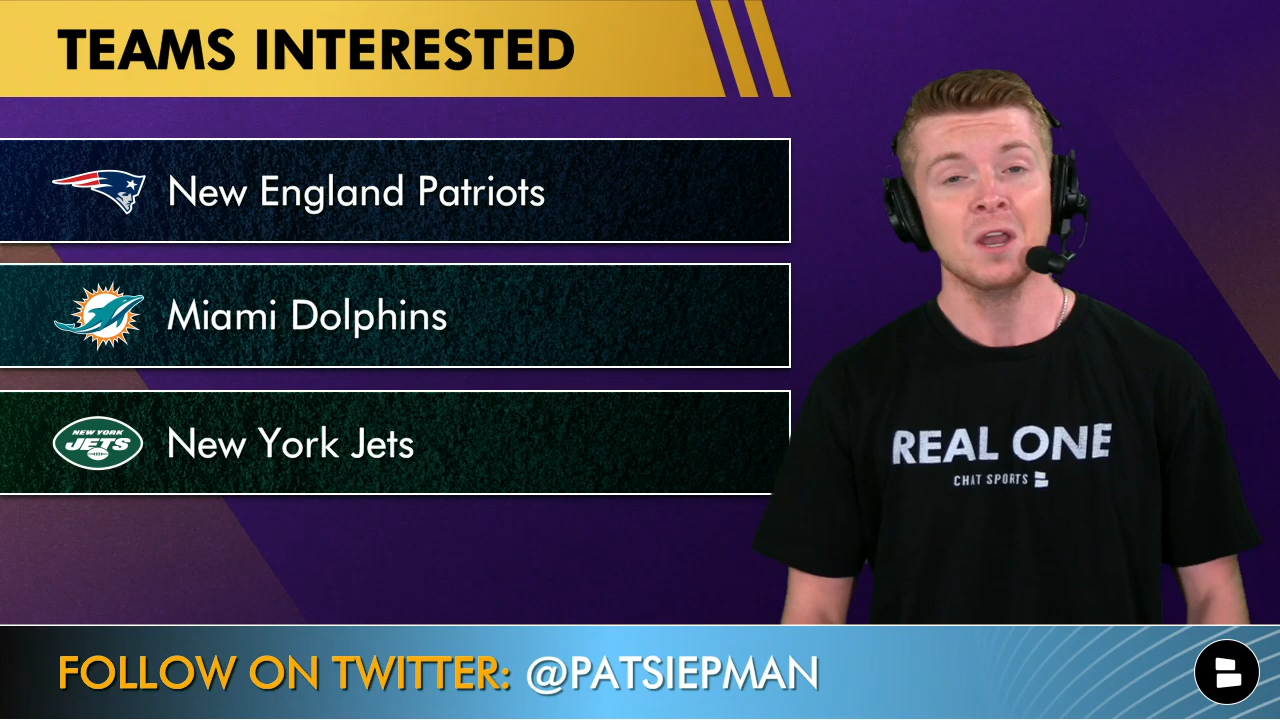 TEAMS INTERESTED
New England Patriots
Miami Dolphins
NEW YORK
JETS
New York Jets
REAL ONE
CHAT SPORTS
FOLLOW ON TWITTER: @PATSIEPMAN